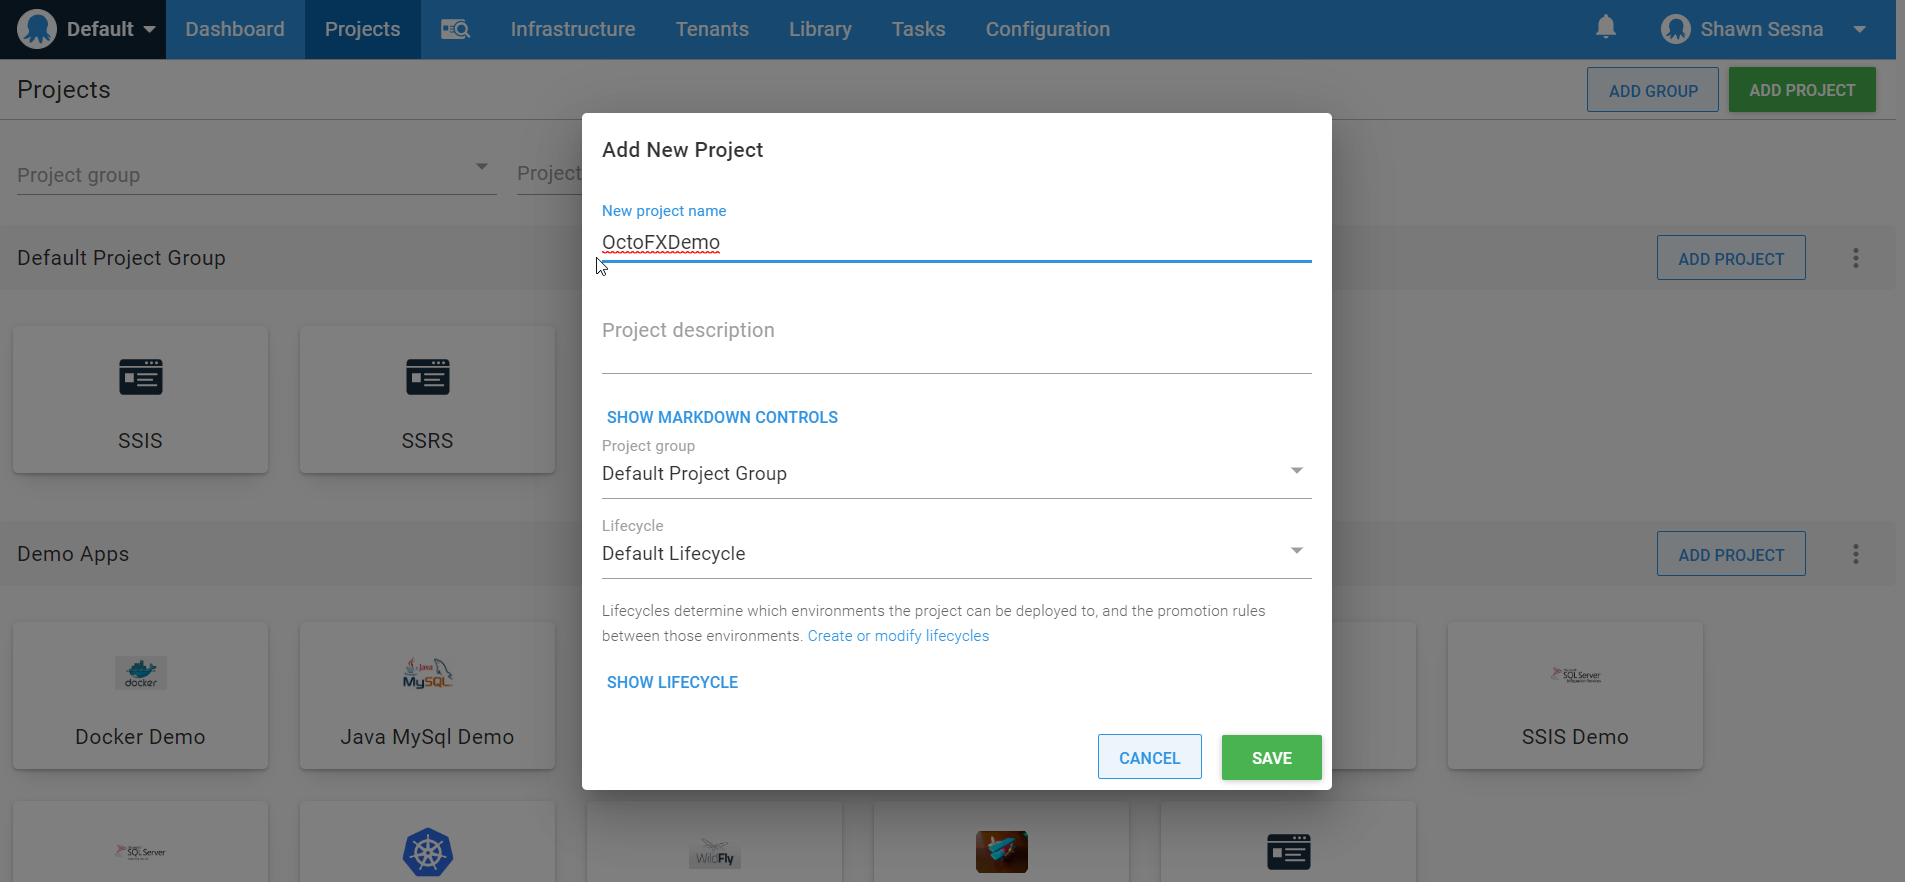 Default
Dashboard
Projects
Infrastructure
Tenants
Library
Tasks
Configuration
Shawn Sesna
Projects
ADD GROUP
ADD PROJECT
Project group
Project
Add New Project
New project name
OctoFXDemo
Project description
SHOW MARKDOWN CONTROLS
Project group
Default Project Group
Lifecycle
Default Lifecycle
Lifecycles determine which environments the project can be deployed to, and the promotion rules
between those environments. Create or modify lifecycles
SHOW LIFECYCLE
CANCEL
SAVE
Default Project Group
ADD PROJECT
SSIS
SSRS
Demo Apps
ADD PROJECT
docker
Docker Demo
Java
MySQL
Java MySql Demo
SQL Server
SSIS Demo
SQL Server
WildFly